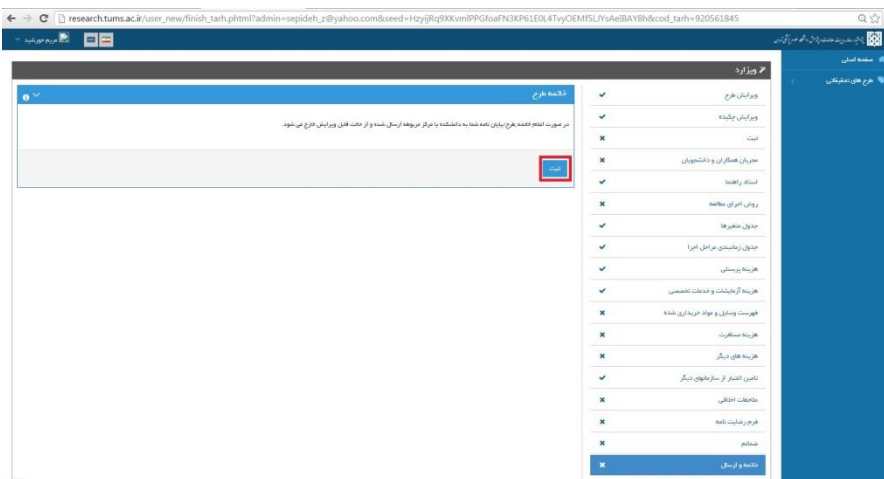 research.tums.ac.ir/user_new/finish_tarh.phtml?admin=sepideh_z@yahoo.com&seed=HzyijRq9XKvmlPPGfoaFN3KP61E0L4TvyOEMf5LJYsAeIBAY8h&cod_tarh=920561845
مریم خورشید
صفحه اصلی
طرح های تحقیقاتی
ویزارد
خاتمه طرح
در صورت اعلام خاتمه ,طرح/پایان نامه شما به دانشکده یا مرکز مربوطه ارسال شده و از حالت قابل ویرایش خارج می شود.
ثبت
ویرایش طرح
ویرایش چکیده
ثبت
مجریان همکاران و دانشجویان
استاد راهنما
روش اجرای مطالعه
جدول متغیرها
جدول زمانبندی مراحل اجرا
هزینه پرسنلی
هزینه آزمایشات و خدمات تخصصی
فهرست وسایل و مواد خریداری شده
هزینه مسافرت
هزینه های دیگر
تامین اعتبار از سازمانهای دیگر
ملاحظات اخلاقی
فرم رضایت نامه
ضمائم
خاتمه و ارسال